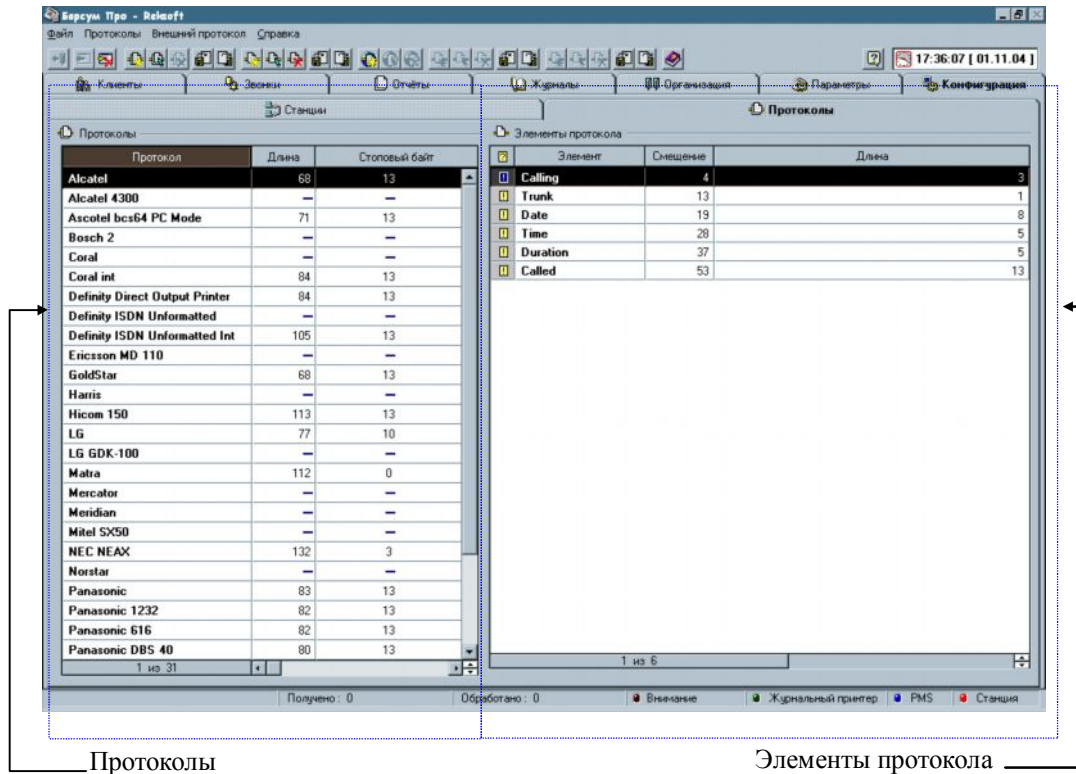 Барсум Про - Relsoft
Файл Протоколы Внешний протокол Справка
17:36:07 [ 01.11.04 ]
Клиенты Звонки Отчёты Журналы Организация Параметры Конфигурация
Станции Протоколы
Протоколы Элементы протокола
Протокол Длина Стоповый байт Элемент Смещение Длина
Alcatel 68 13 Calling 4 3
Alcatel 4300 — — Trunk 13 1
Ascotel bcs64 PC Mode 71 13 Date 19 8
Bosch 2 — — Time 28 5
Coral — — Duration 37 5
Coral int 84 13 Called 53 13
Definity Direct Output Printer 84 13
Definity ISDN Unformatted — —
Definity ISDN Unformatted Int 105 13
Ericsson MD 110 — —
GoldStar 68 13
Harris — —
Hicom 150 113 13
LG 77 10
LG GDK-100 — —
Matra 112 0
Mercator — —
Meridian — —
Mitel SX50 — —
NEC NEAX 132 3
Norstar — —
Panasonic 83 13
Panasonic 1232 82 13
Panasonic 616 82 13
Panasonic DBS 40 80 13
1 из 31 1 из 6
Получено : 0 Обработано : 0 Внимание Журнальный принтер PMS Станция
Протоколы Элементы протокола